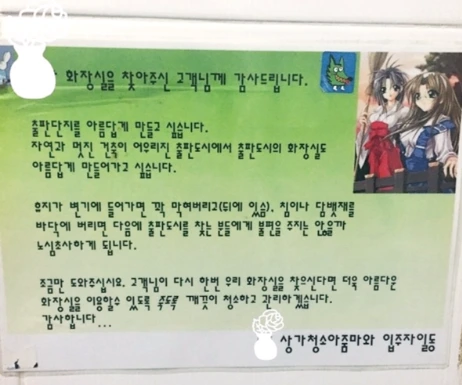 화장실을 찾아주신 고객님께 감사드립니다.
출판단지를 아름답게 만들고 싶습니다.
자연과 멋진 건축이 어우리진 출판도시에서 출판도시의 화장실도
아름답게 만들어가고 싶습니다.
휴지가 변기에 들어가면 꽉 막혀버리고(뒤에 있음), 침이나 담뱃재를
바닥에 버리면 다음에 출판도시를 찾는 분들에게 불편을 주지는 않을까
노심초사하게 됩니다.
조금만 도와주십시요. 고객님이 다시 한번 우리 화장실을 찾으신다면 더욱 아름다운
화장실을 이용할수 있도록 죽도록 깨끗이 청소하고 관리하겠습니다.
감사합니다...
상가청소아줌마와 입주자일동